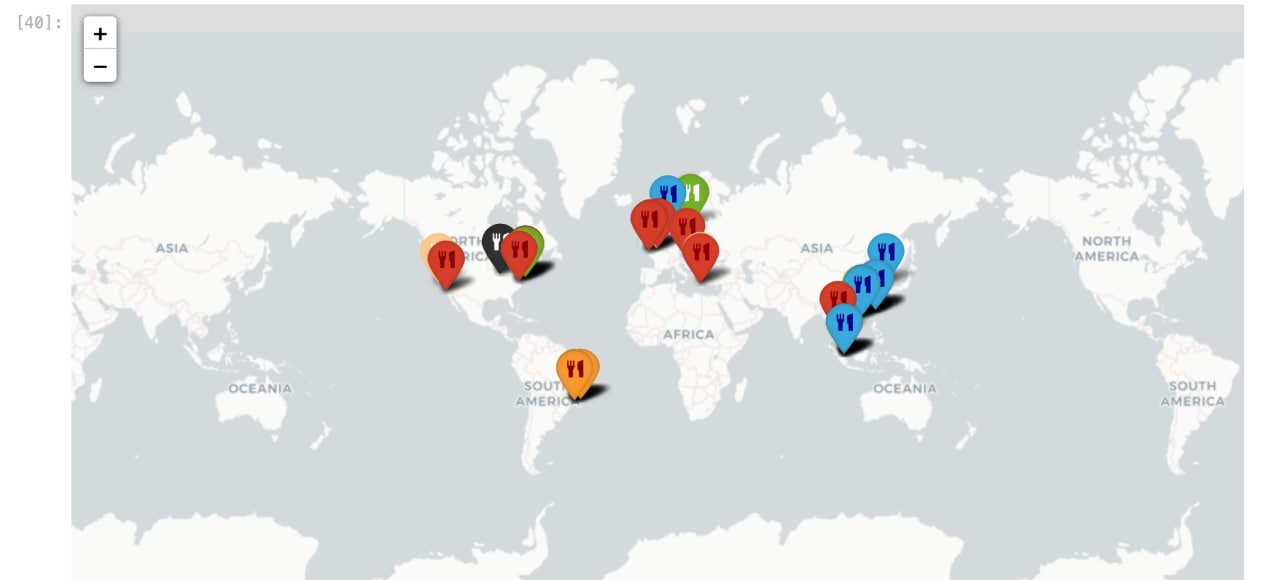 [40]:
+
−
ASIA
NORTH
AMERICA
ASIA
NORTH
AMERICA
AFRICA
OCEANIA
SOUTH
AMERICA
OCEANIA
SOUTH
AMERICA